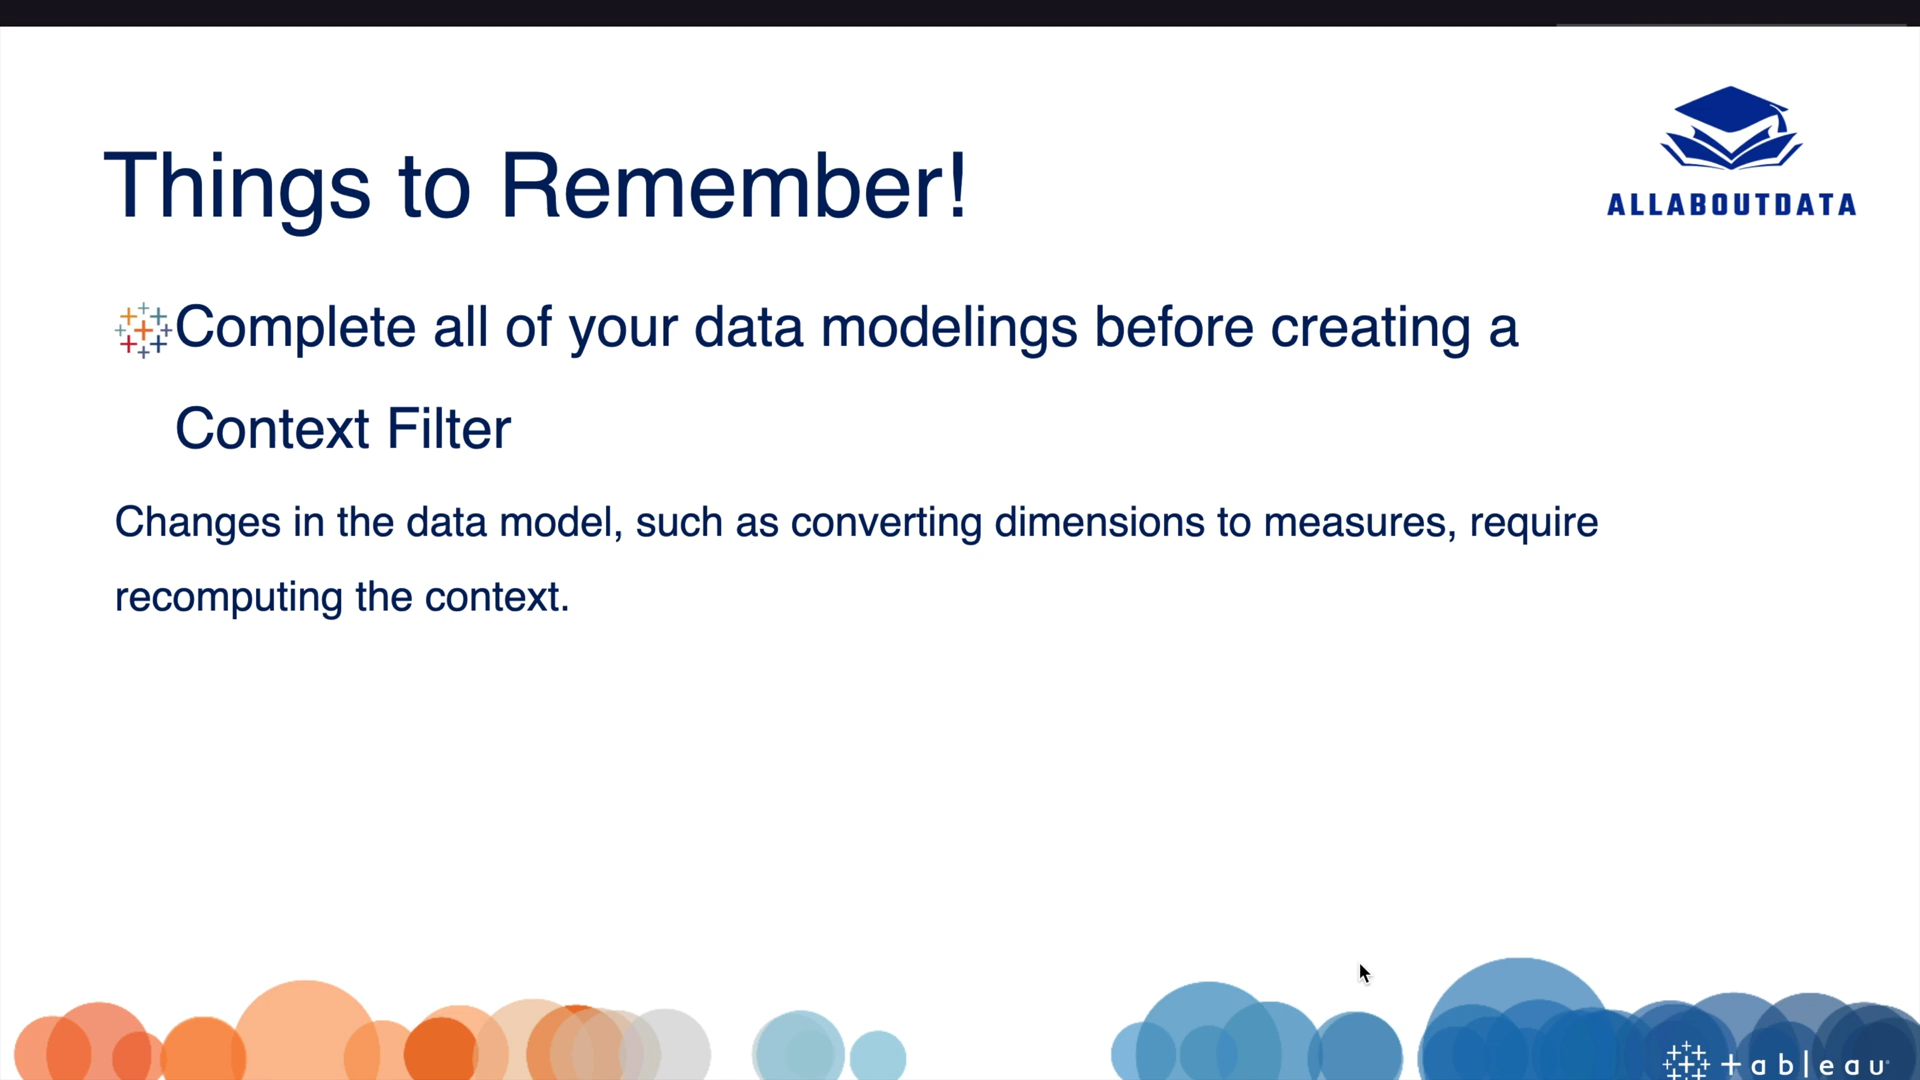 ALLABOUTDATA
Things to Remember!
Complete all of your data modelings before creating a
Context Filter
Changes in the data model, such as converting dimensions to measures, require
recomputing the context.
tableau